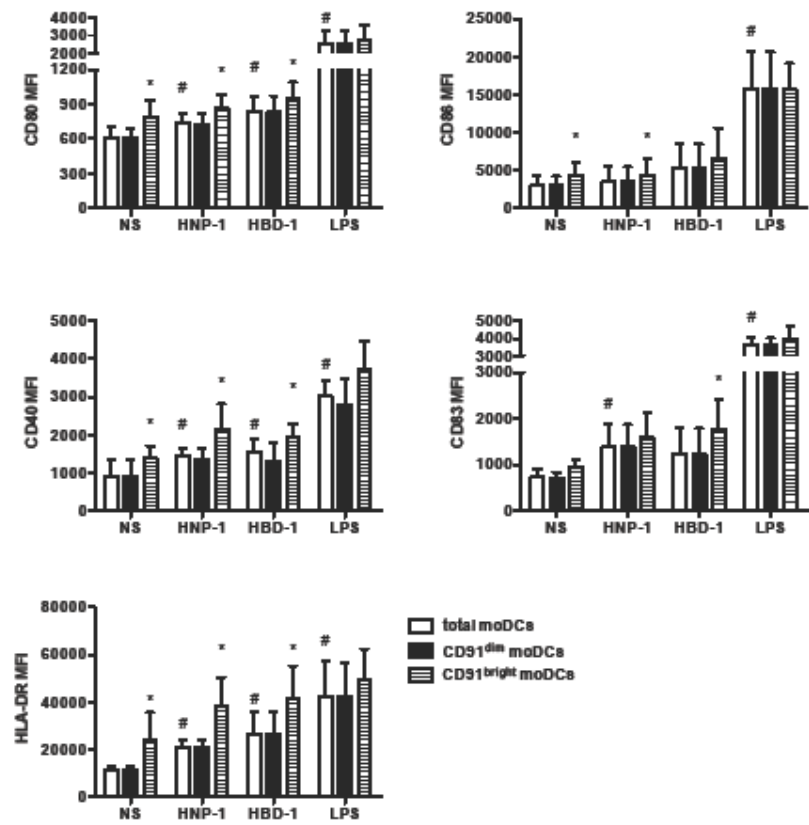 4000
3000
2000
1200
900
600
300
0
CD80 MFI
#
*
#
*
#
*
NS
HNP-1
HBD-1
LPS
25000
20000
15000
10000
5000
0
CD86 MFI
#
*
*
NS
HNP-1
HBD-1
LPS
5000
4000
3000
2000
1000
0
CD40 MFI
#
*
*
#
#
*
NS
HNP-1
HBD-1
LPS
5000
4000
3000
3000
2000
1000
0
CD83 MFI
#
*
#
NS
HNP-1
HBD-1
LPS
80000
60000
40000
20000
0
HLA-DR MFI
*
*
#
*
#
#
NS
HNP-1
HBD-1
LPS
total moDCs
CD91dim moDCs
CD91bright moDCs